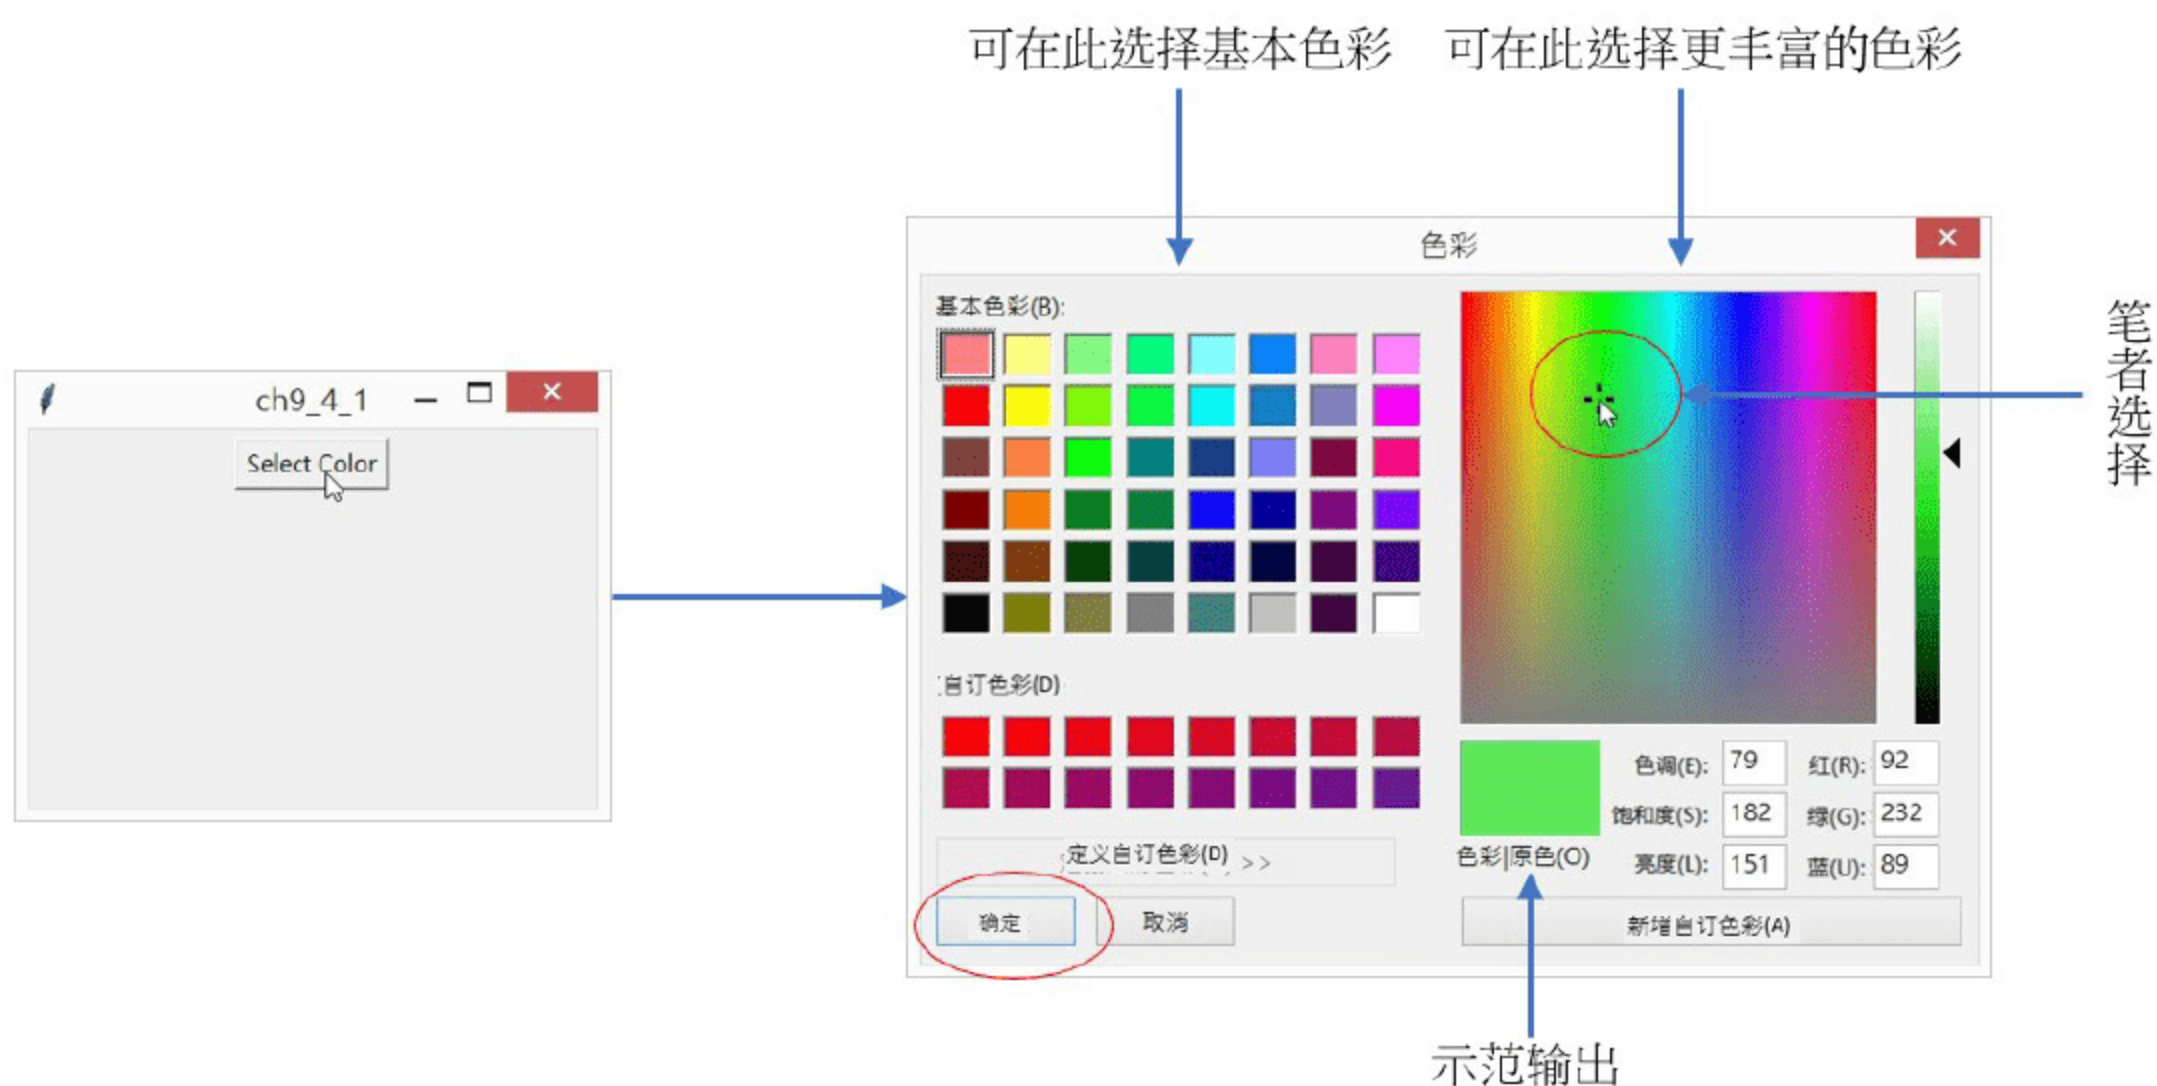 可在此选择基本色彩
可在此选择更丰富的色彩
ch9_4_1
Select Color
色彩
基本色彩(B):
自订色彩(D)
定义自订色彩(D) >>
确定
取消
色彩|原色(O)
色调(E): 79
红(R): 92
饱和度(S): 182
绿(G): 232
亮度(L): 151
蓝(U): 89
新增自订色彩(A)
笔者选择
示范输出